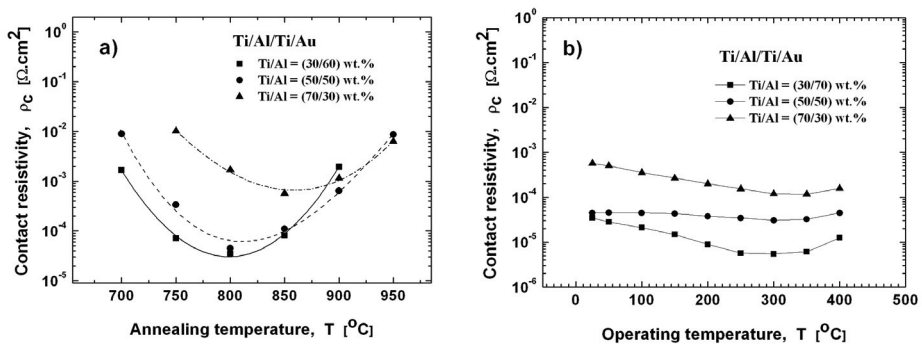 a)
Ti/Al/Ti/Au
Ti/Al = (30/60) wt.%
Ti/Al = (50/50) wt.%
Ti/Al = (70/30) wt.%
Contact resistivity, ρC [Ω.cm²]
10⁰
10⁻¹
10⁻²
10⁻³
10⁻⁴
10⁻⁵
700 750 800 850 900 950
Annealing temperature, T [°C]
b)
Ti/Al/Ti/Au
Ti/Al = (30/70) wt.%
Ti/Al = (50/50) wt.%
Ti/Al = (70/30) wt.%
Contact resistivity, ρC [Ω.cm²]
10⁰
10⁻¹
10⁻²
10⁻³
10⁻⁴
10⁻⁵
10⁻⁶
0 100 200 300 400 500
Operating temperature, T [°C]